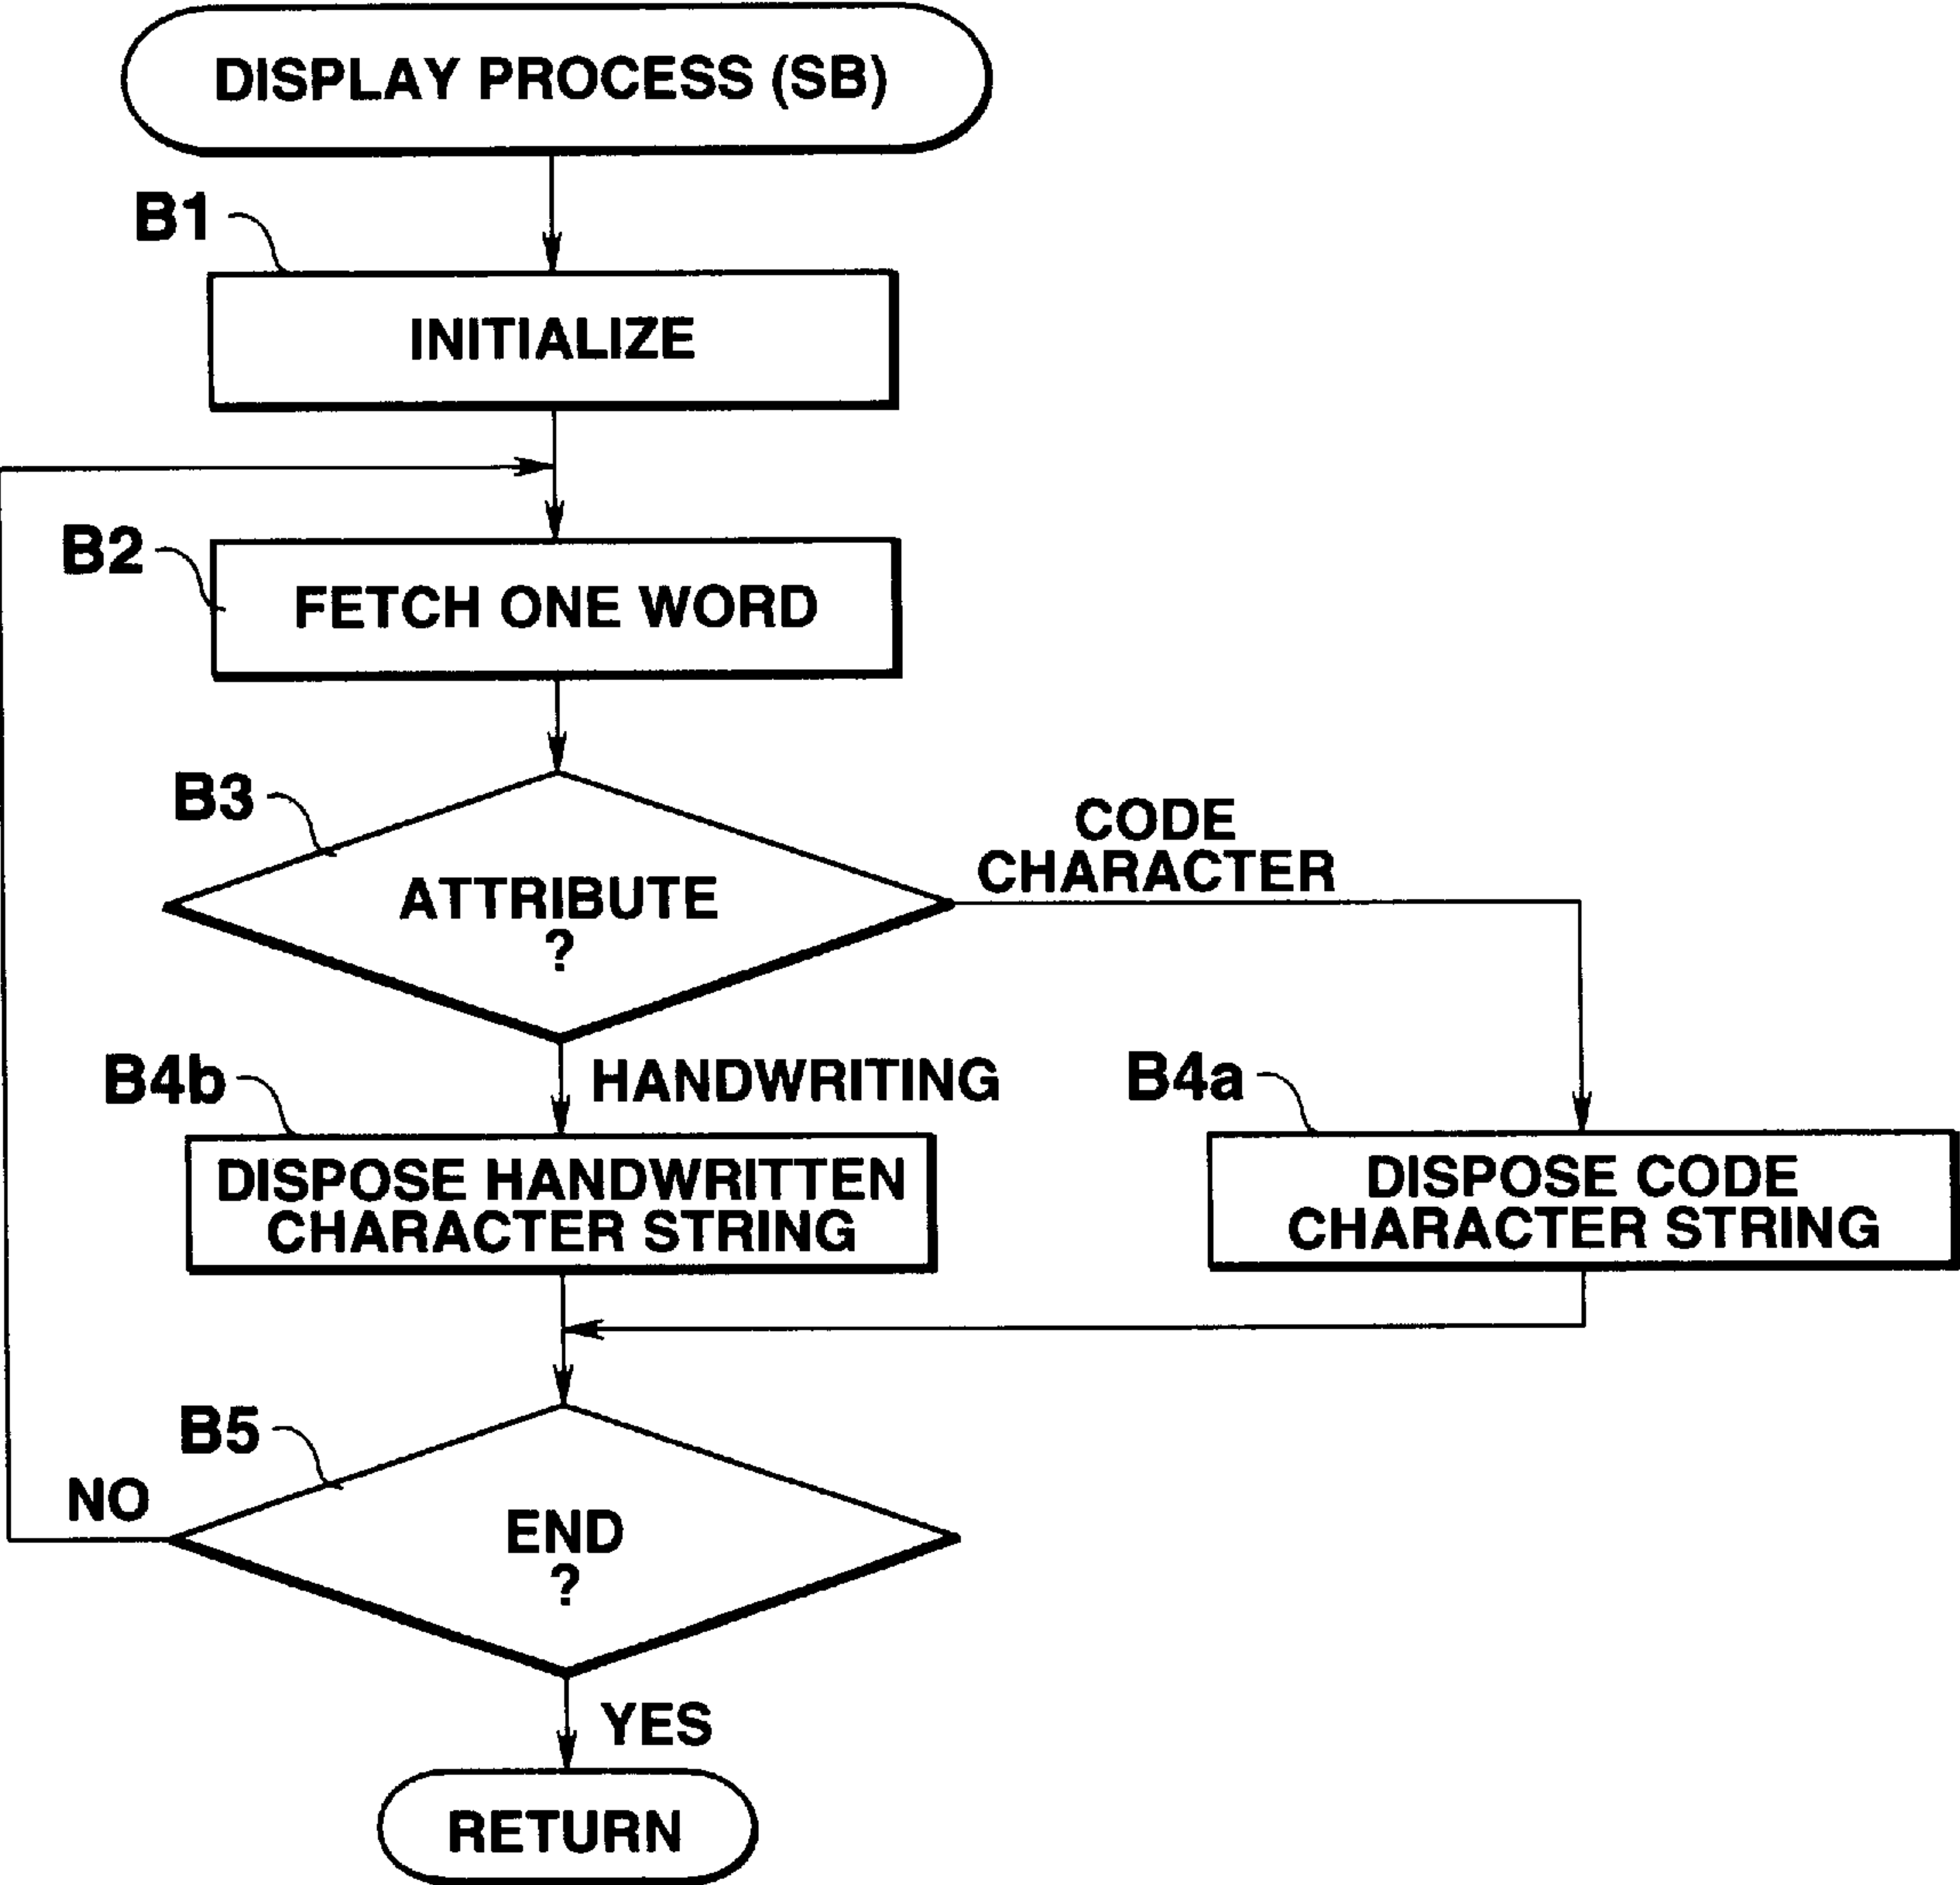 DISPLAY PROCESS (SB)
B1
INITIALIZE
B2
FETCH ONE WORD
B3
ATTRIBUTE
?
CODE
CHARACTER
B4b
HANDWRITING
B4a
DISPOSE HANDWRITTEN
CHARACTER STRING
DISPOSE CODE
CHARACTER STRING
B5
NO
END
?
YES
RETURN